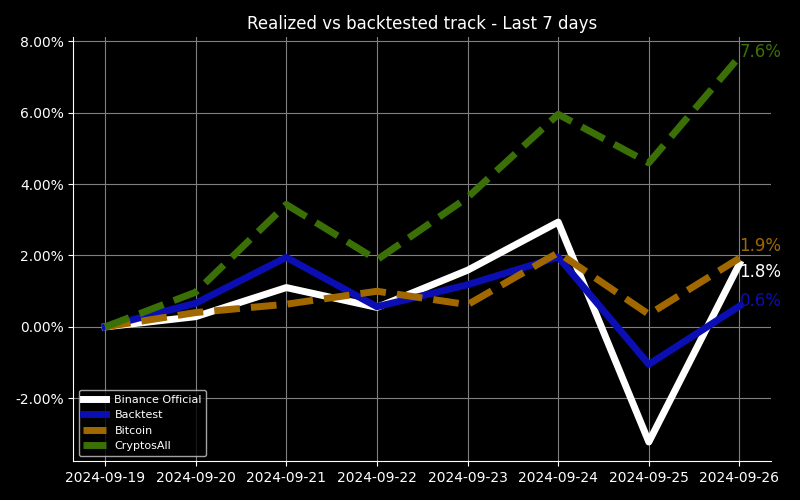 Realized vs backtested track - Last 7 days
8.00%
7.6%
6.00%
4.00%
2.00%
1.9%
1.8%
0.6%
0.00%
-2.00%
Binance Official
Backtest
Bitcoin
CryptosAll
2024-09-19 2024-09-20 2024-09-21 2024-09-22 2024-09-23 2024-09-24 2024-09-25 2024-09-26